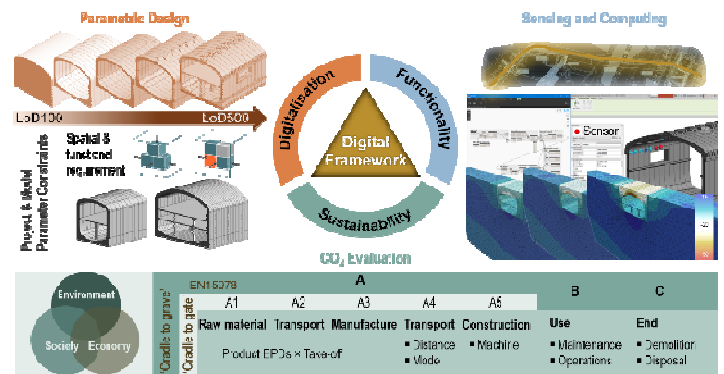 Parametric Design
Sensing and Computing
LoD100
LoD500
Spatial &
functional
requirement
Project & Model
Parameter Constraints
Digitalisation
Functionality
Sustainability
Digital
Framework
Sensor
CO₂ Evaluation
Environment
Society
Economy
'Cradle to grave'
'Cradle to gate'
EN15978
A
A1 A2 A3 A4 A5
B
C
Raw material Transport Manufacture Transport Construction
Use
End
Product EPDs × Take-off
▪ Distance
▪ Mode
▪ Machine
▪ Maintenance
▪ Operations
▪ Demolition
▪ Disposal